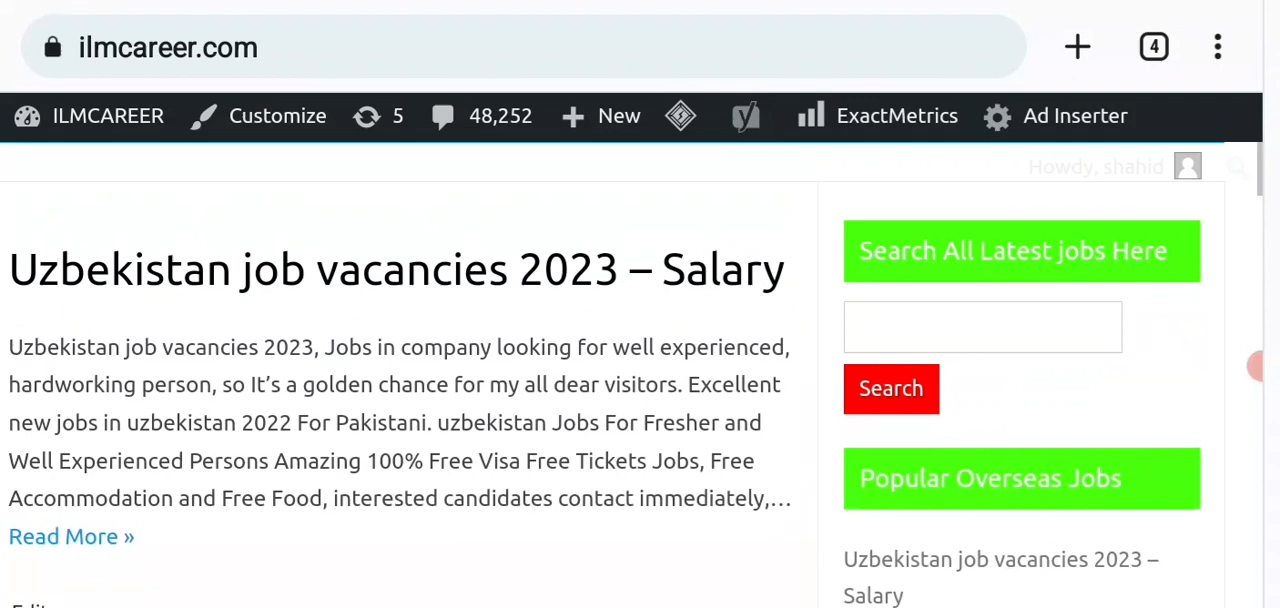 ilmcareer.com
4
ILMCAREER Customize 5 48,252 + New ExactMetrics Ad Inserter
Howdy, shahid
Uzbekistan job vacancies 2023 – Salary
Uzbekistan job vacancies 2023, Jobs in company looking for well experienced,
hardworking person, so It's a golden chance for my all dear visitors. Excellent
new jobs in uzbekistan 2022 For Pakistani. uzbekistan Jobs For Fresher and
Well Experienced Persons Amazing 100% Free Visa Free Tickets Jobs, Free
Accommodation and Free Food, interested candidates contact immediately,…
Read More »
Edit
Search All Latest jobs Here
Search
Popular Overseas Jobs
Uzbekistan job vacancies 2023 –
Salary